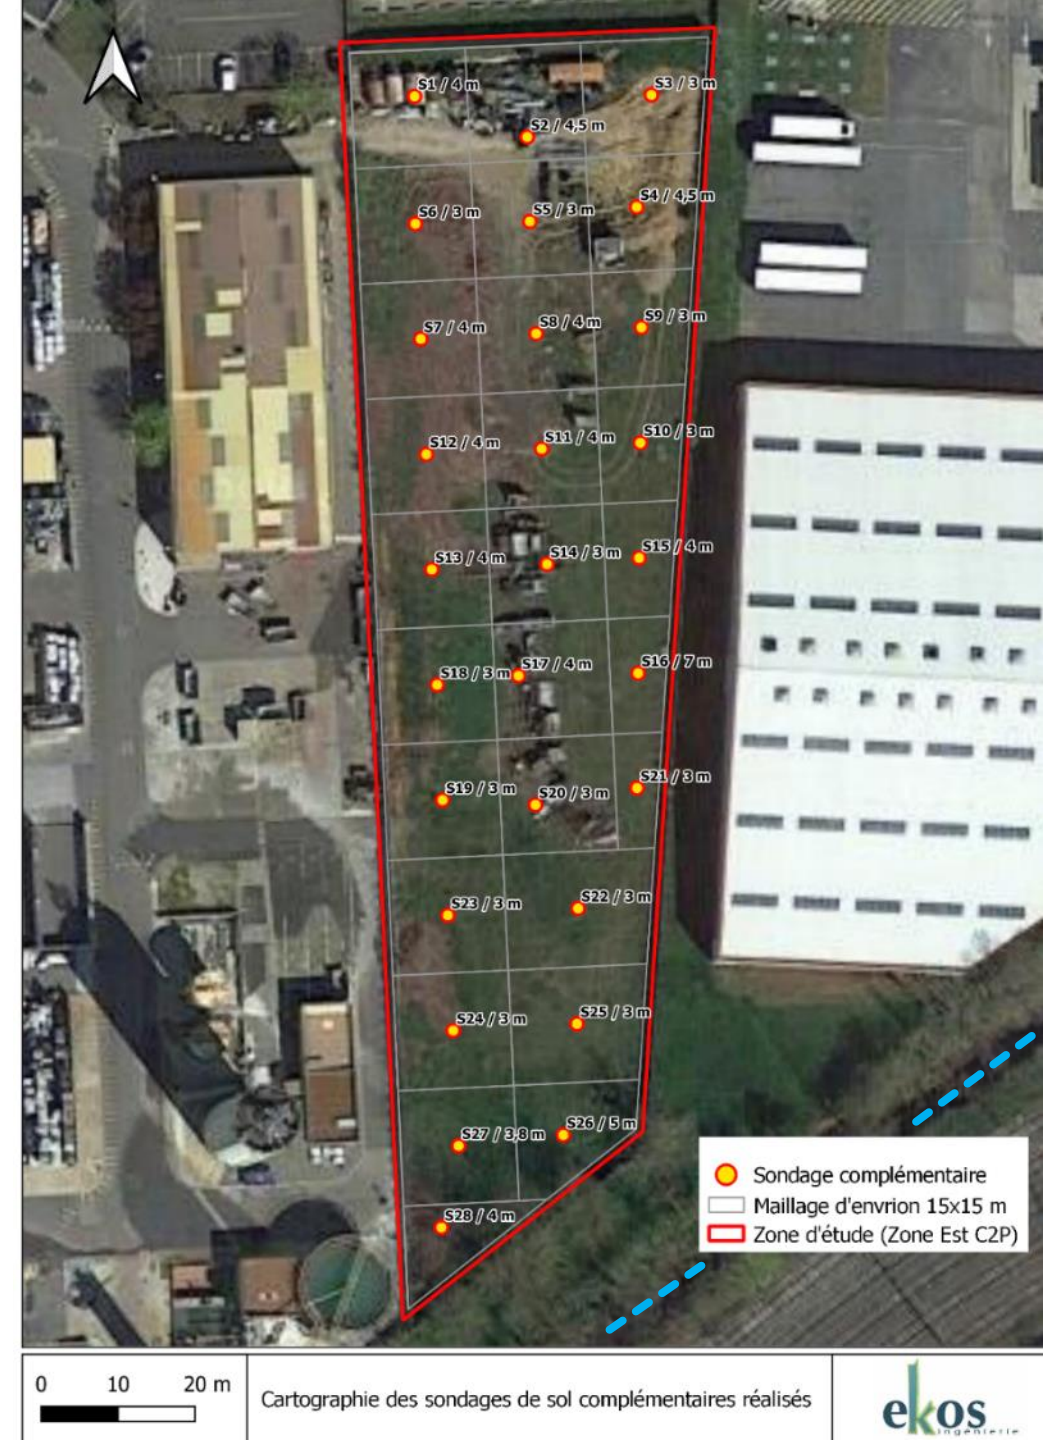 S1 / 4 m
S3 / 3 m
S2 / 4,5 m
S4 / 4,5 m
S6 / 3 m
S5 / 3 m
S7 / 4 m
S8 / 4 m
S9 / 3 m
S12 / 4 m
S11 / 4 m
S10 / 3 m
S13 / 4 m
S14 / 3 m
S15 / 4 m
S18 / 3 m
S17 / 4 m
S16 / 7 m
S19 / 3 m
S20 / 3 m
S21 / 3 m
S23 / 3 m
S22 / 3 m
S24 / 3 m
S25 / 3 m
S27 / 3,8 m
S26 / 5 m
S28 / 4 m
Sondage complémentaire
Maillage d'envrion 15x15 m
Zone d'étude (Zone Est C2P)
0 10 20 m
Cartographie des sondages de sol complémentaires réalisés
ekos
ingénierie